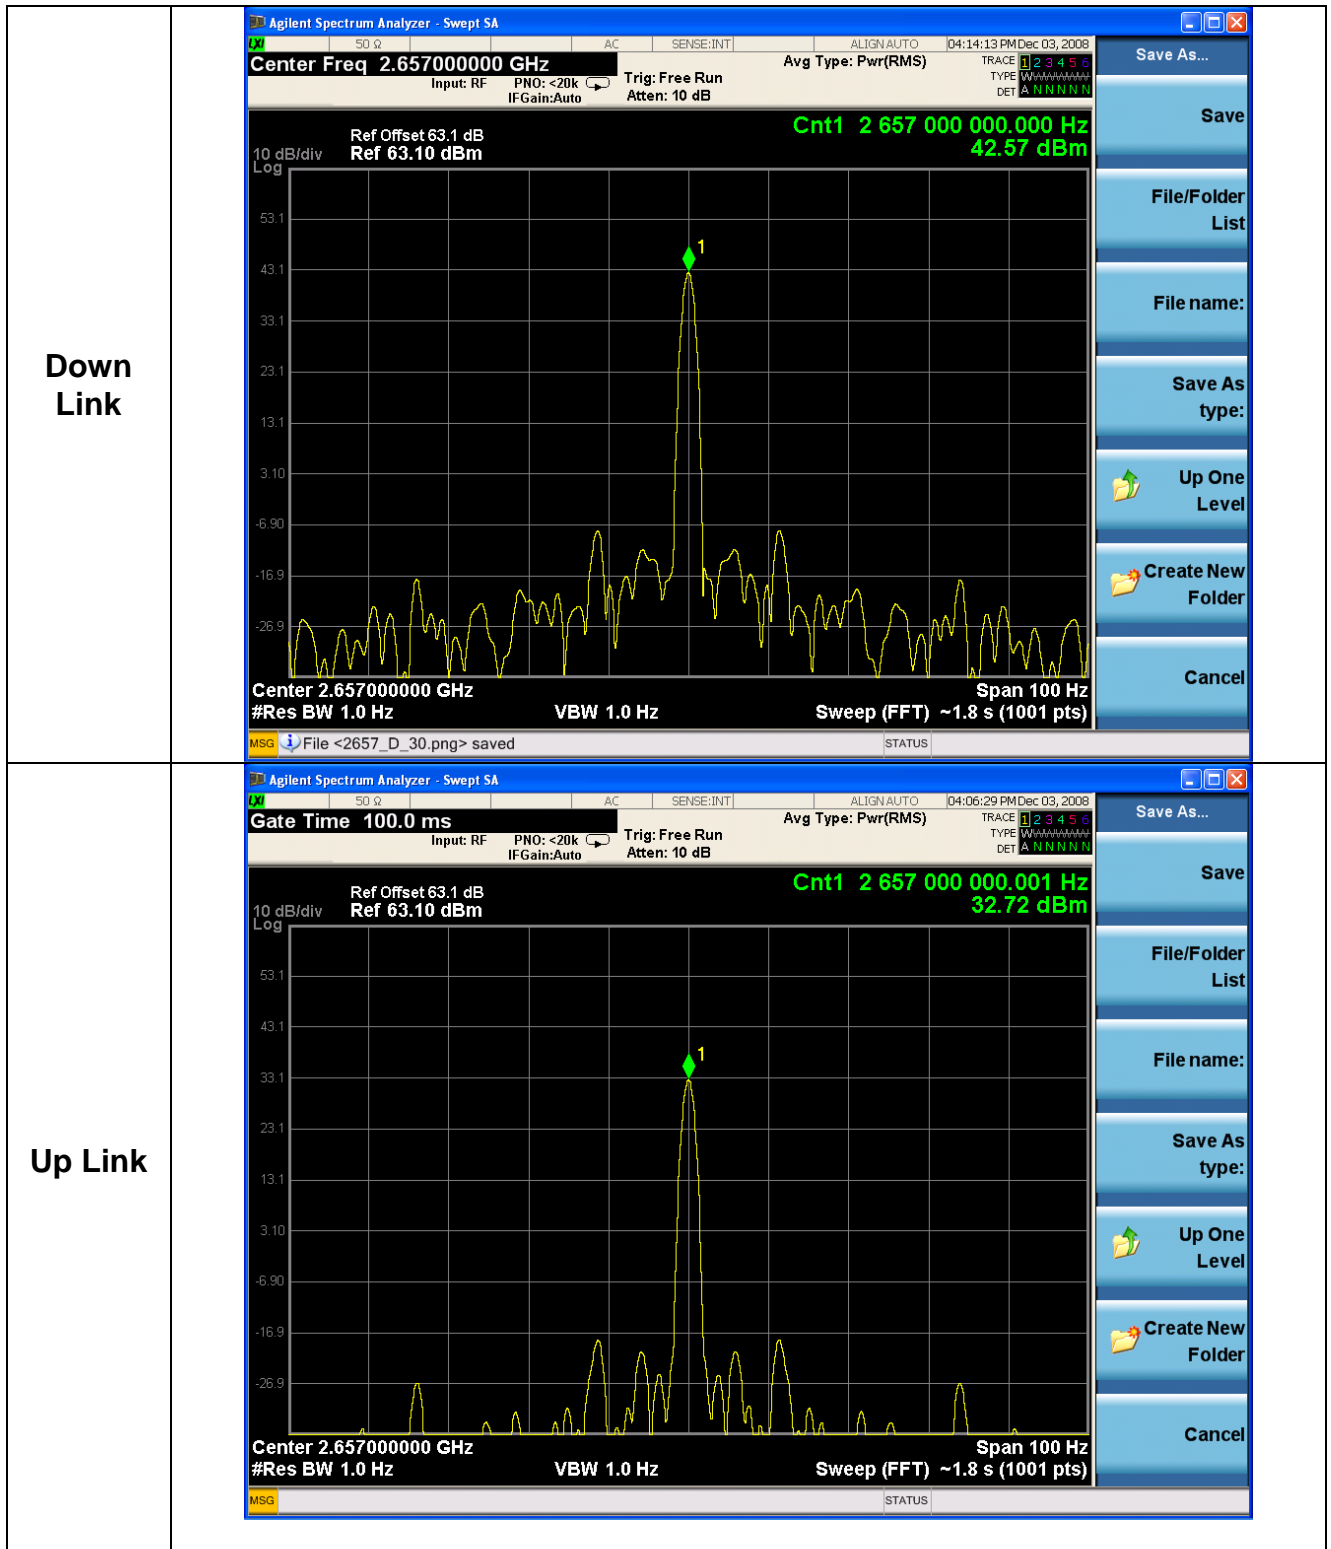 Down
Link
Agilent Spectrum Analyzer - Swept SA
LXI 50 Ω AC SENSE:INT ALIGN AUTO 04:14:13 PM Dec 03, 2008
Center Freq 2.657000000 GHz
Input: RF PNO: <20k IFGain:Auto
Trig: Free Run
Atten: 10 dB
Avg Type: Pwr(RMS)
TRACE 1 2 3 4 5 6
TYPE
DET A N N N N N
Cnt1 2 657 000 000.000 Hz
42.57 dBm
Ref Offset 63.1 dB
10 dB/div Ref 63.10 dBm
Log
53.1
1
43.1
33.1
23.1
13.1
3.10
-6.90
-16.9
-26.9
Center 2.657000000 GHz Span 100 Hz
#Res BW 1.0 Hz VBW 1.0 Hz Sweep (FFT) ~1.8 s (1001 pts)
MSG File <2657_D_30.png> saved STATUS
Save As...
Save
File/Folder
List
File name:
Save As
type:
Up One
Level
Create New
Folder
Cancel
Up Link
Agilent Spectrum Analyzer - Swept SA
LXI 50 Ω AC SENSE:INT ALIGN AUTO 04:06:29 PM Dec 03, 2008
Gate Time 100.0 ms
Input: RF PNO: <20k IFGain:Auto
Trig: Free Run
Atten: 10 dB
Avg Type: Pwr(RMS)
TRACE 1 2 3 4 5 6
TYPE
DET A N N N N N
Cnt1 2 657 000 000.001 Hz
32.72 dBm
Ref Offset 63.1 dB
10 dB/div Ref 63.10 dBm
Log
53.1
43.1
1
33.1
23.1
13.1
3.10
-6.90
-16.9
-26.9
Center 2.657000000 GHz Span 100 Hz
#Res BW 1.0 Hz VBW 1.0 Hz Sweep (FFT) ~1.8 s (1001 pts)
MSG STATUS
Save As...
Save
File/Folder
List
File name:
Save As
type:
Up One
Level
Create New
Folder
Cancel